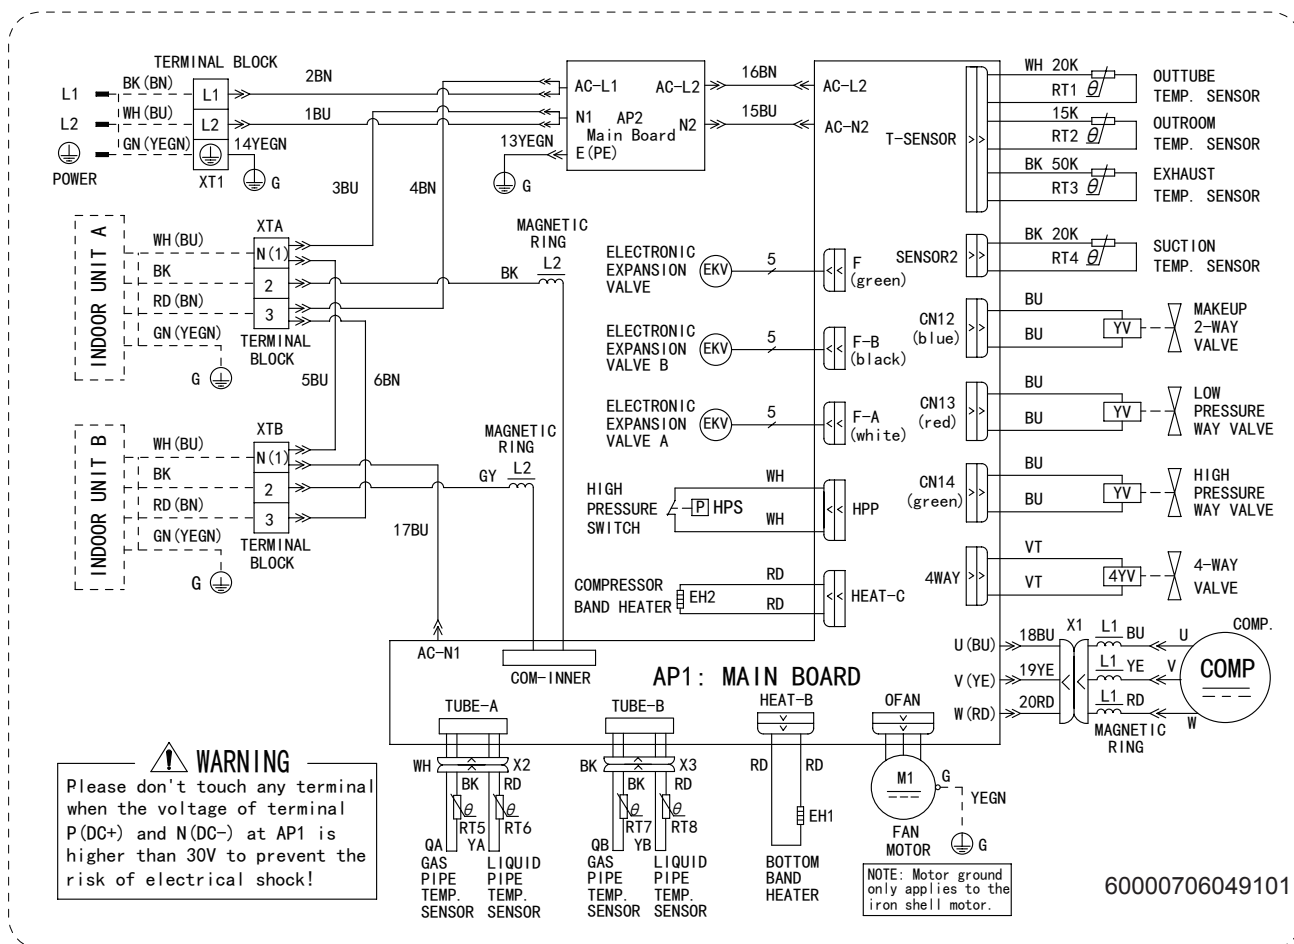 TERMINAL BLOCK
L1
BK(BN)
L1
2BN
L2
WH(BU)
L2
1BU
GN(YEGN)
14YEGN
POWER
XT1
G
AC-L1
AC-L2
N1
AP2
Main Board
N2
E(PE)
13YEGN
G
16BN
15BU
AC-L2
AC-N2
T-SENSOR
WH 20K
RT1
θ
OUTTUBE
TEMP. SENSOR
15K
RT2
θ
OUTROOM
TEMP. SENSOR
BK 50K
RT3
θ
EXHAUST
TEMP. SENSOR
SENSOR2
BK 20K
RT4
θ
SUCTION
TEMP. SENSOR
3BU
4BN
INDOOR UNIT A
WH(BU)
BK
RD(BN)
GN(YEGN)
G
XTA
N(1)
2
3
TERMINAL
BLOCK
5BU
6BN
MAGNETIC
RING
L2
BK
INDOOR UNIT B
WH(BU)
BK
RD(BN)
GN(YEGN)
G
XTB
N(1)
2
3
TERMINAL
BLOCK
17BU
MAGNETIC
RING
L2
GY
ELECTRONIC
EXPANSION
VALVE
EKV
5
F
(green)
ELECTRONIC
EXPANSION
VALVE B
EKV
5
F-B
(black)
ELECTRONIC
EXPANSION
VALVE A
EKV
5
F-A
(white)
HIGH
PRESSURE
SWITCH
P
HPS
WH
WH
HPP
COMPRESSOR
BAND HEATER
EH2
RD
RD
HEAT-C
CN12
(blue)
BU
BU
YV
MAKEUP
2-WAY
VALVE
CN13
(red)
BU
BU
YV
LOW
PRESSURE
WAY VALVE
CN14
(green)
BU
BU
YV
HIGH
PRESSURE
WAY VALVE
4WAY
VT
VT
4YV
4-WAY
VALVE
U(BU)
18BU
V(YE)
19YE
W(RD)
20RD
X1
L1
BU
L1
YE
L1
RD
MAGNETIC
RING
U
V
W
COMP.
COMP
AC-N1
COM-INNER
AP1: MAIN BOARD
TUBE-A
WH
X2
BK
RD
θ
θ
RT5
RT6
QA
YA
GAS
PIPE
TEMP.
SENSOR
LIQUID
PIPE
TEMP.
SENSOR
TUBE-B
BK
X3
BK
RD
θ
θ
RT7
RT8
QB
YB
GAS
PIPE
TEMP.
SENSOR
LIQUID
PIPE
TEMP.
SENSOR
HEAT-B
RD
RD
EH1
BOTTOM
BAND
HEATER
OFAN
M1
G
YEGN
G
FAN
MOTOR
NOTE: Motor ground
only applies to the
iron shell motor.
WARNING
Please don't touch any terminal
when the voltage of terminal
P(DC+) and N(DC-) at AP1 is
higher than 30V to prevent the
risk of electrical shock!
60000706049101